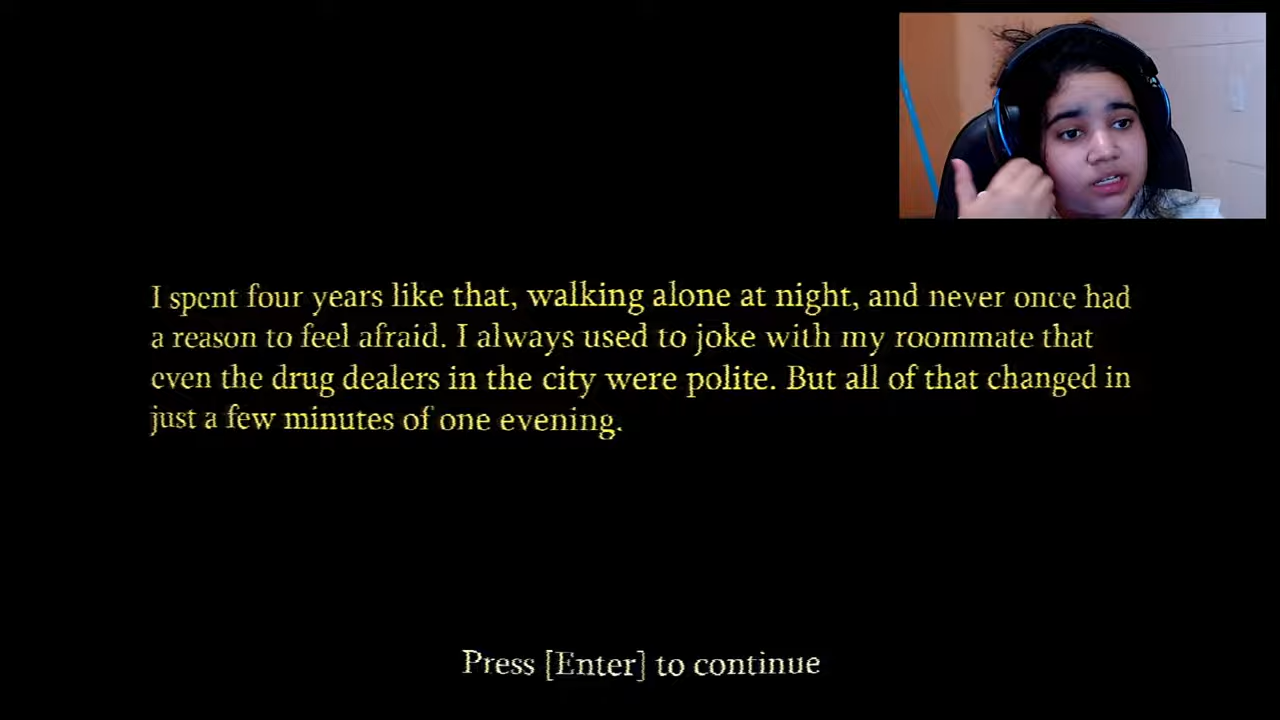 I spent four years like that, walking alone at night, and never once had
a reason to feel afraid. I always used to joke with my roommate that
even the drug dealers in the city were polite. But all of that changed in
just a few minutes of one evening.
Press [Enter] to continue